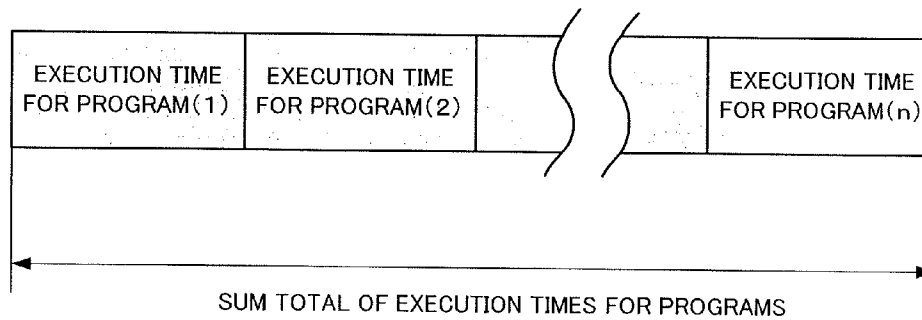 EXECUTION TIME
FOR PROGRAM(1)
EXECUTION TIME
FOR PROGRAM(2)
EXECUTION TIME
FOR PROGRAM(n)
SUM TOTAL OF EXECUTION TIMES FOR PROGRAMS